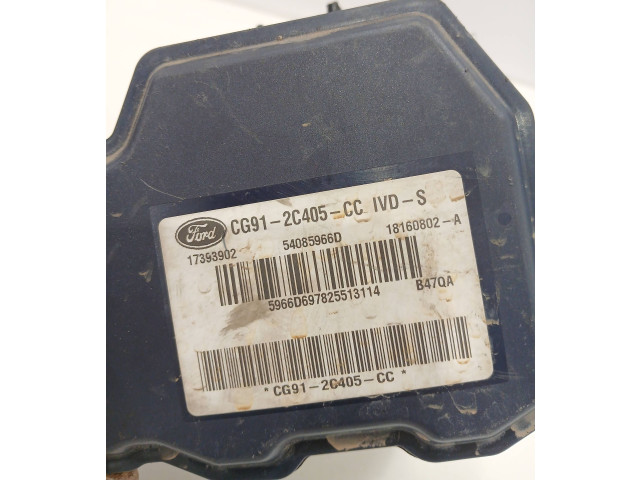 Ford CG91-2C405-CC IVD-S
17393902 54085966D 18160802-A
5966D697825513114 B47QA
*CG91-2C405-CC*